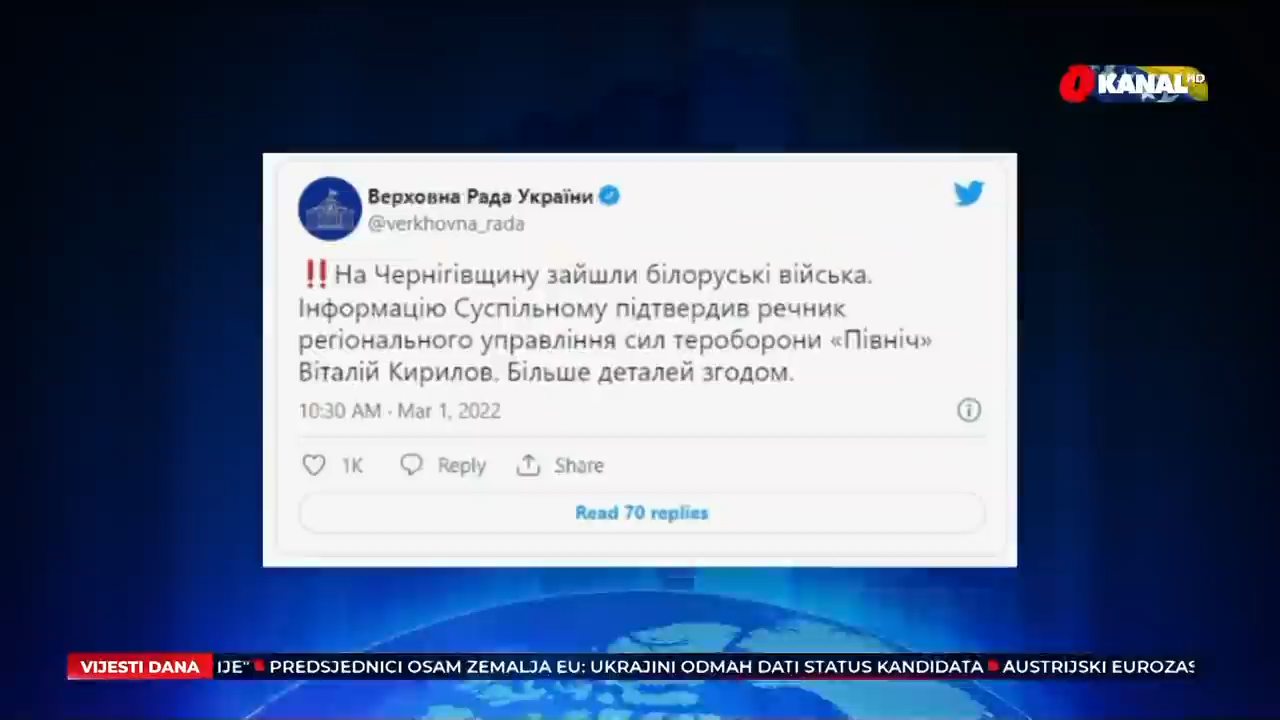 O KANAL HD
Верховна Рада України
@verkhovna_rada
‼️На Чернігівщину зайшли білоруські війська.
Інформацію Суспільному підтвердив речник
регіонального управління сил тероборони «Північ»
Віталій Кирилов. Більше деталей згодом.
10:30 AM · Mar 1, 2022
1K Reply Share
Read 70 replies
VIJESTI DANA IJE" PREDSJEDNICI OSAM ZEMALJA EU: UKRAJINI ODMAH DATI STATUS KANDIDATA AUSTRIJSKI EUROZAS